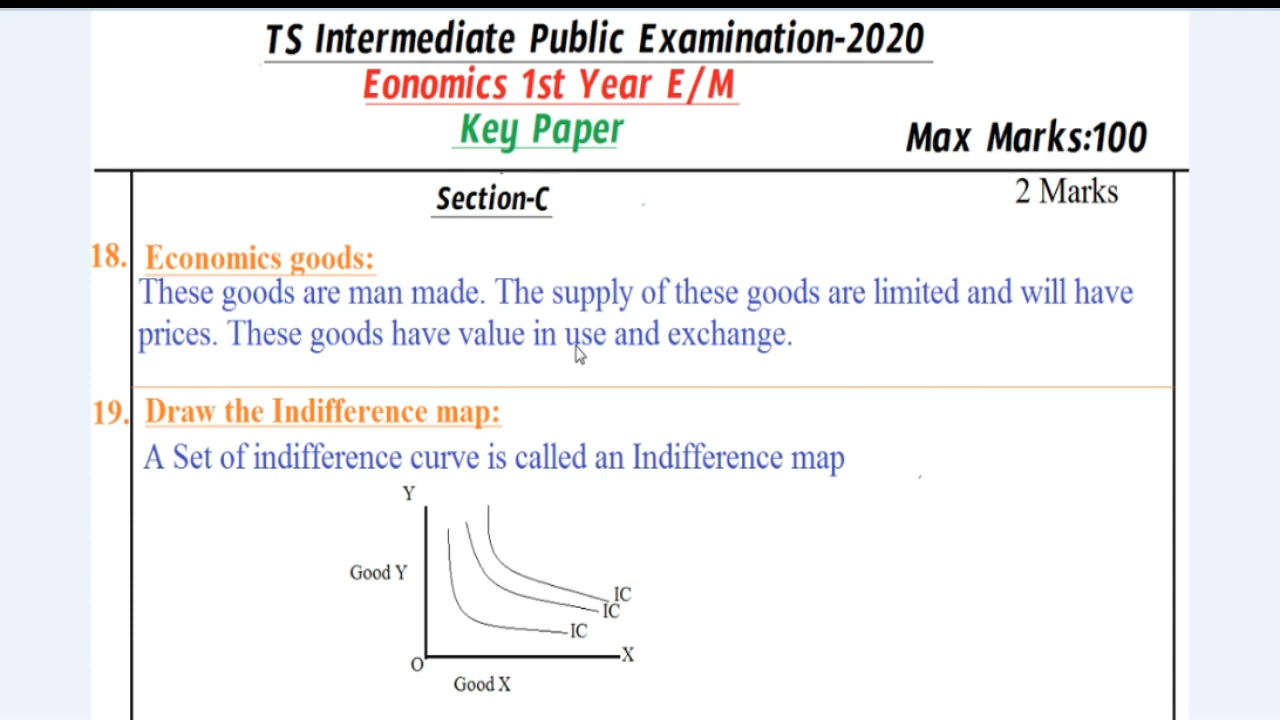 TS Intermediate Public Examination-2020
Eonomics 1st Year E/M
Key Paper
Max Marks:100
Section-C
2 Marks
18. Economics goods:
These goods are man made. The supply of these goods are limited and will have
prices. These goods have value in use and exchange.
19. Draw the Indifference map:
A Set of indifference curve is called an Indifference map
Y
Good Y
IC
IC
IC
X
O
Good X